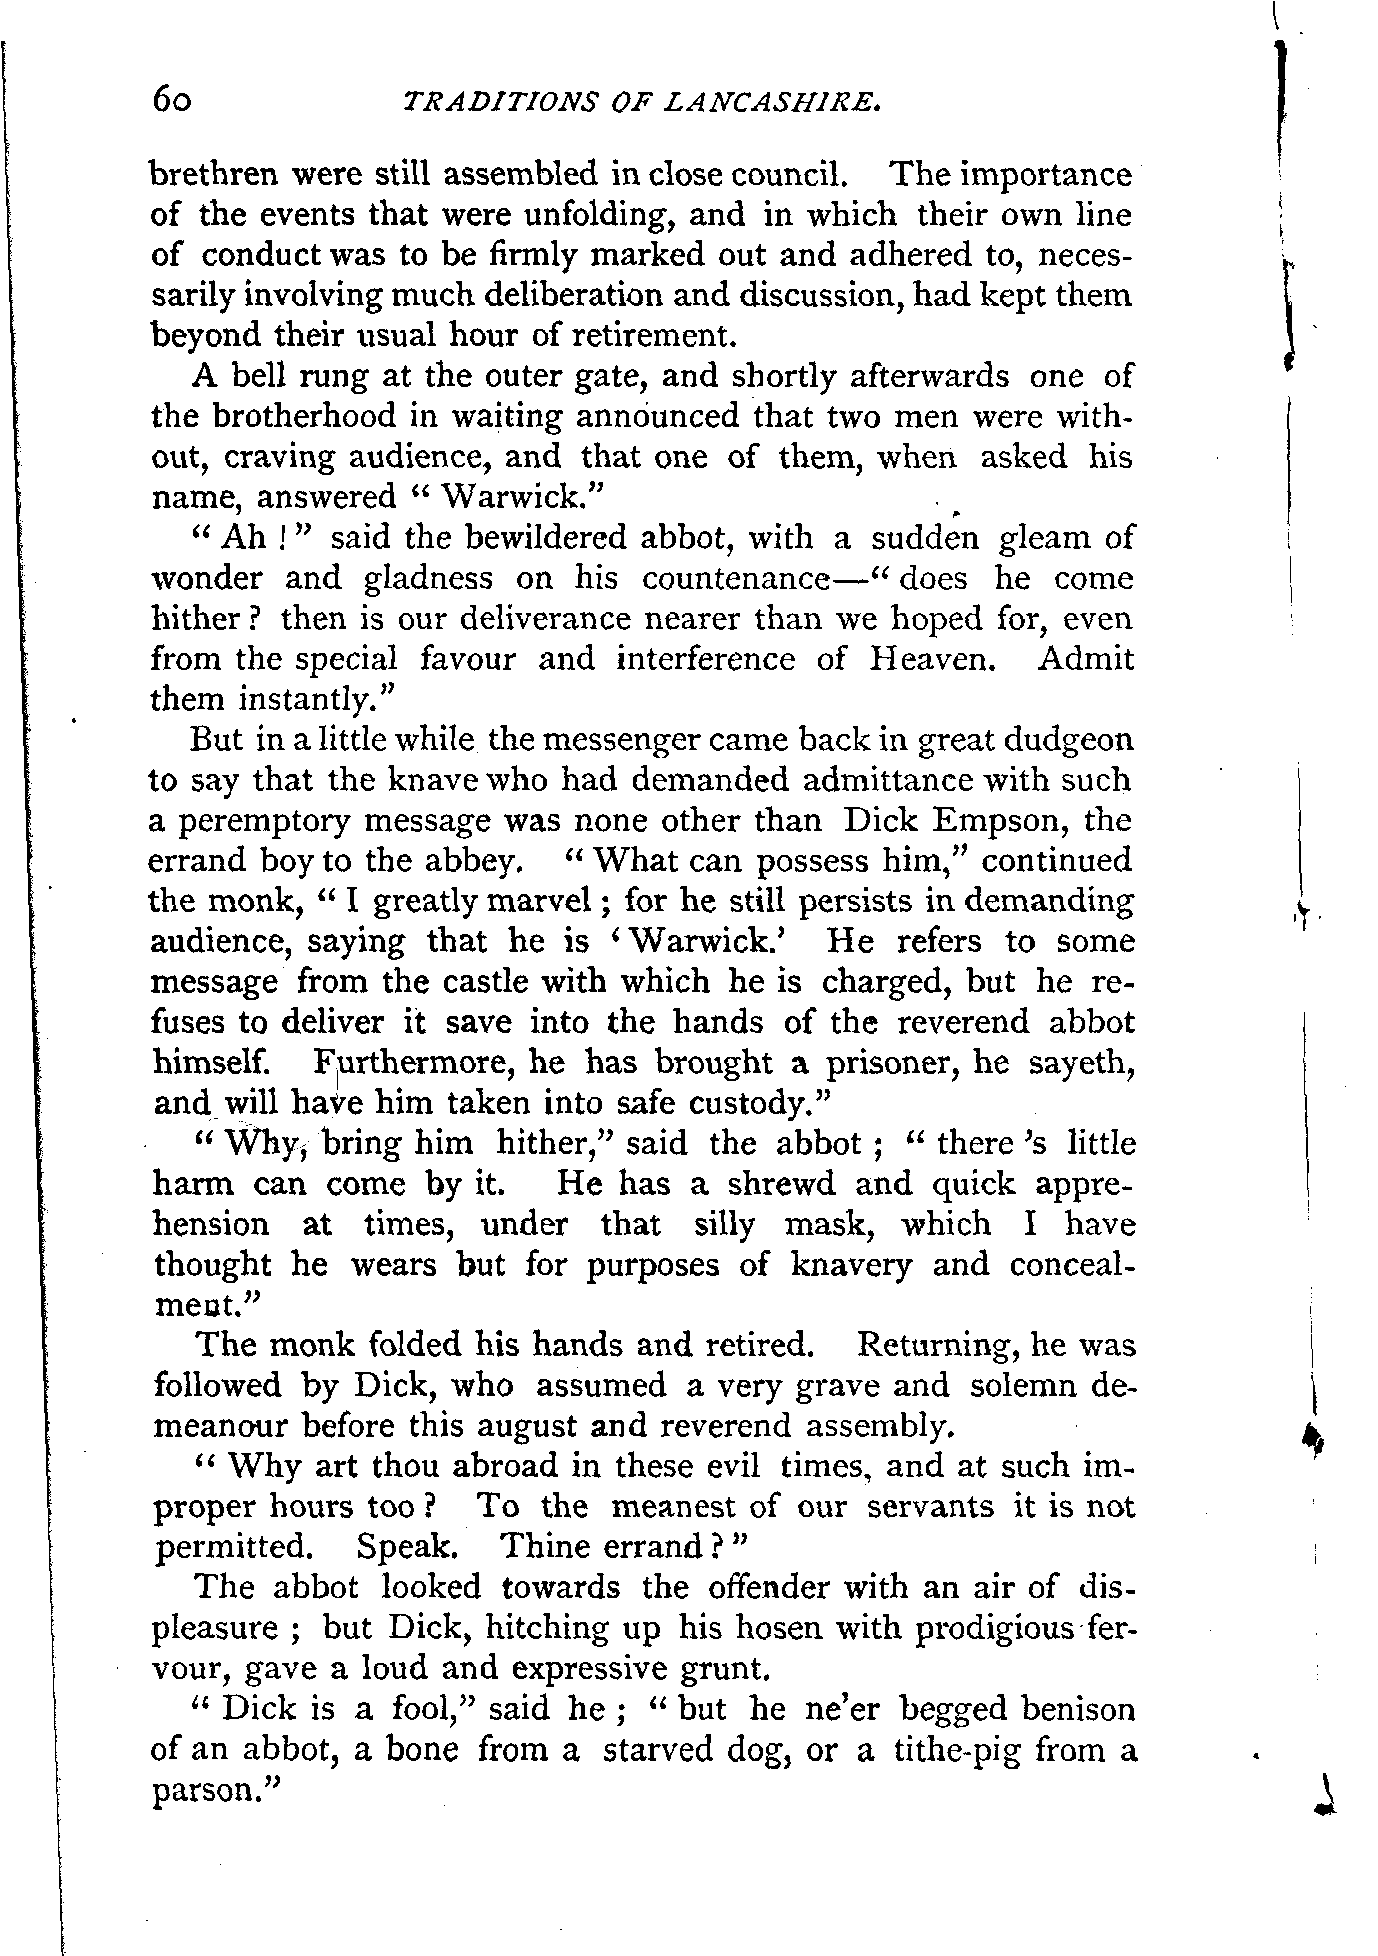 60 TRADITIONS OF LANCASHIRE.
brethren were still assembled in close council. The importance
of the events that were unfolding, and in which their own line
of conduct was to be firmly marked out and adhered to, neces-
sarily involving much deliberation and discussion, had kept them
beyond their usual hour of retirement.
A bell rung at the outer gate, and shortly afterwards one of
the brotherhood in waiting announced that two men were with-
out, craving audience, and that one of them, when asked his
name, answered “ Warwick.”
“ Ah ! ” said the bewildered abbot, with a sudden gleam of
wonder and gladness on his countenance—“ does he come
hither ? then is our deliverance nearer than we hoped for, even
from the special favour and interference of Heaven. Admit
them instantly.”
But in a little while the messenger came back in great dudgeon
to say that the knave who had demanded admittance with such
a peremptory message was none other than Dick Empson, the
errand boy to the abbey. “ What can possess him,” continued
the monk, “ I greatly marvel ; for he still persists in demanding
audience, saying that he is ‘ Warwick.’ He refers to some
message from the castle with which he is charged, but he re-
fuses to deliver it save into the hands of the reverend abbot
himself. Furthermore, he has brought a prisoner, he sayeth,
and will have him taken into safe custody.”
“ Why, bring him hither,” said the abbot ; “ there ’s little
harm can come by it. He has a shrewd and quick appre-
hension at times, under that silly mask, which I have
thought he wears but for purposes of knavery and conceal-
ment.”
The monk folded his hands and retired. Returning, he was
followed by Dick, who assumed a very grave and solemn de-
meanour before this august and reverend assembly.
“ Why art thou abroad in these evil times, and at such im-
proper hours too ? To the meanest of our servants it is not
permitted. Speak. Thine errand ? ”
The abbot looked towards the offender with an air of dis-
pleasure ; but Dick, hitching up his hosen with prodigious fer-
vour, gave a loud and expressive grunt.
“ Dick is a fool,” said he ; “ but he ne’er begged benison
of an abbot, a bone from a starved dog, or a tithe-pig from a
parson.”